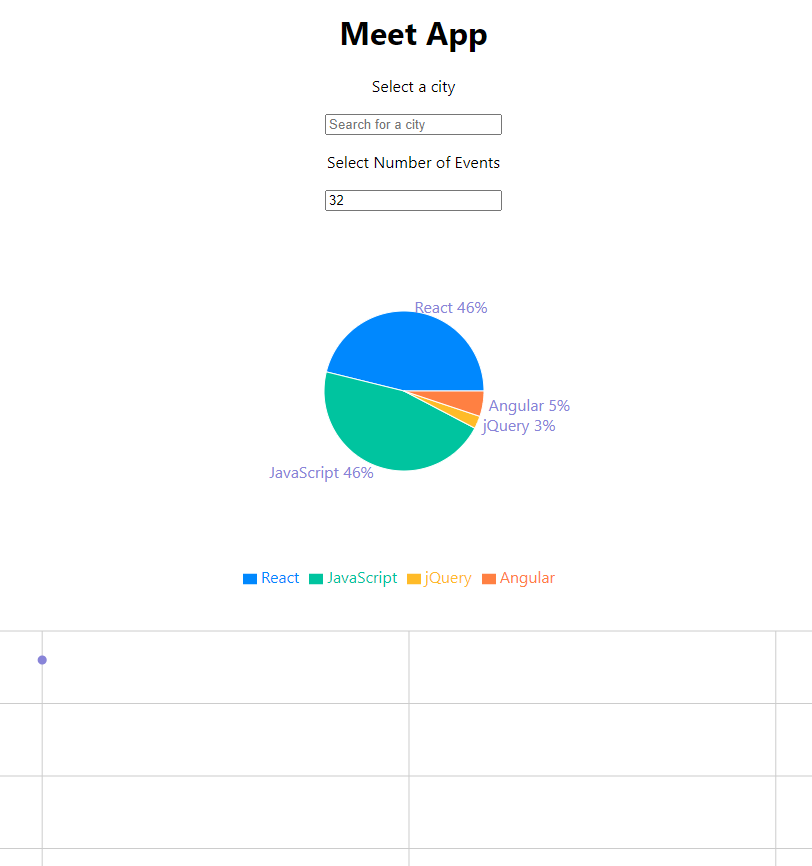 Meet App
Select a city
Search for a city
Select Number of Events
32
React 46%
Angular 5%
jQuery 3%
JavaScript 46%
React JavaScript jQuery Angular